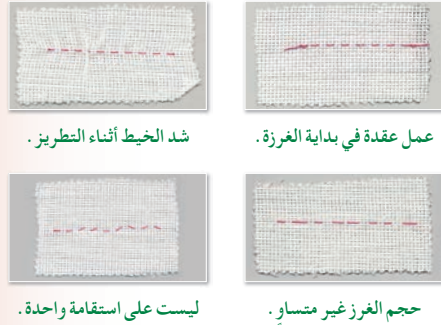 عمل عقدة في بداية الغرزة .
شد الخيط أثناء التطريز .
حجم الغرز غير متساوٍ .
ليست على استقامة واحدة .